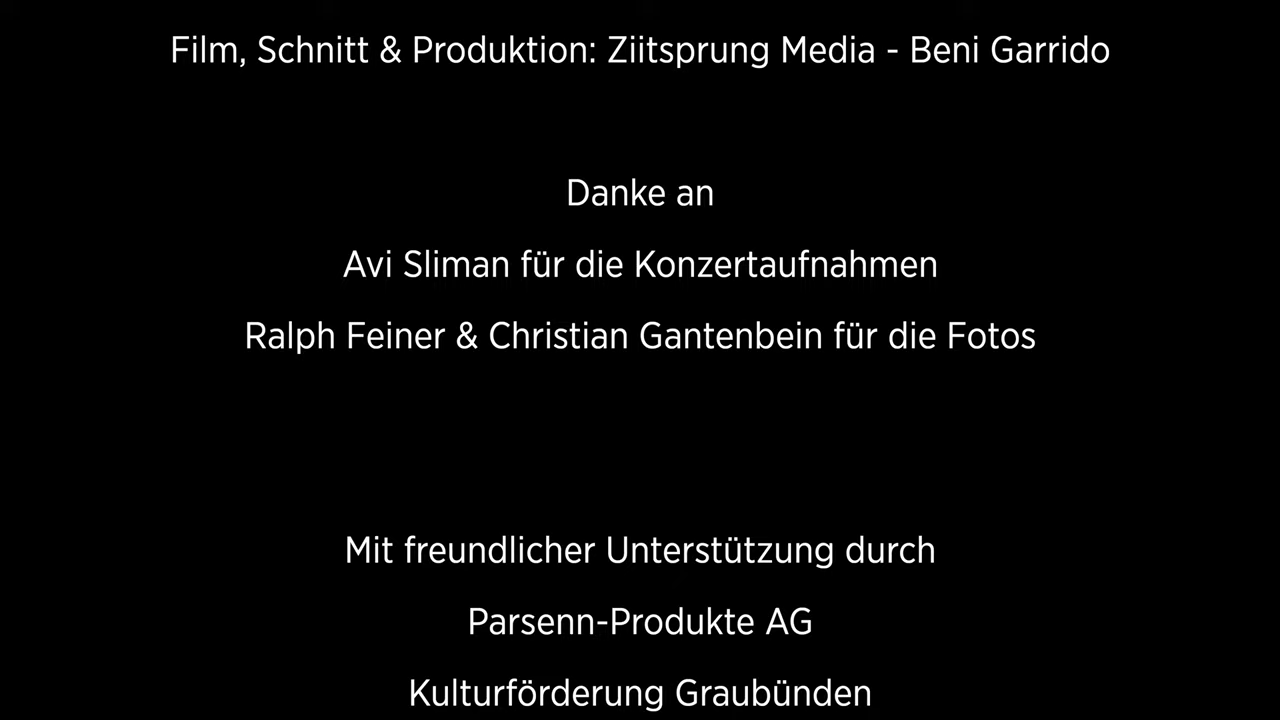 Film, Schnitt & Produktion: Ziitsprung Media - Beni Garrido
Danke an
Avi Sliman für die Konzertaufnahmen
Ralph Feiner & Christian Gantenbein für die Fotos
Mit freundlicher Unterstützung durch
Parsenn-Produkte AG
Kulturförderung Graubünden